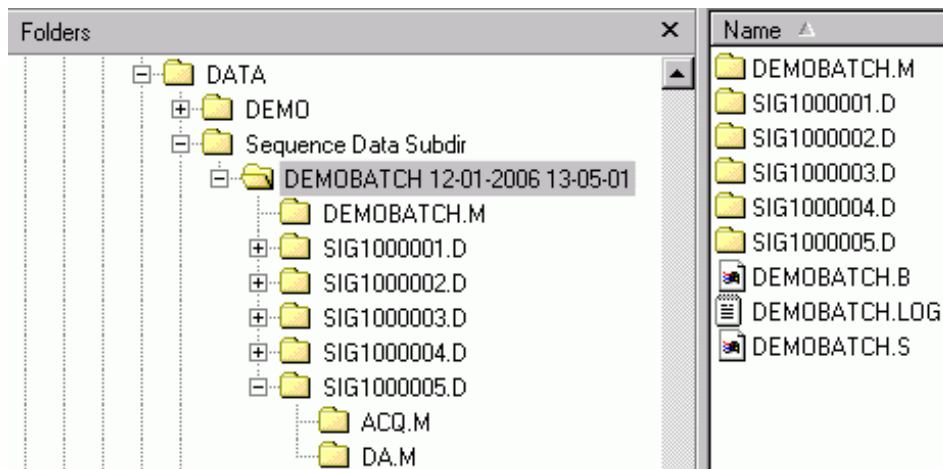 Folders
DATA
DEMO
Sequence Data Subdir
DEMOBATCH 12-01-2006 13-05-01
DEMOBATCH.M
SIG1000001.D
SIG1000002.D
SIG1000003.D
SIG1000004.D
SIG1000005.D
ACQ.M
DA.M
Name
DEMOBATCH.M
SIG1000001.D
SIG1000002.D
SIG1000003.D
SIG1000004.D
SIG1000005.D
DEMOBATCH.B
DEMOBATCH.LOG
DEMOBATCH.S